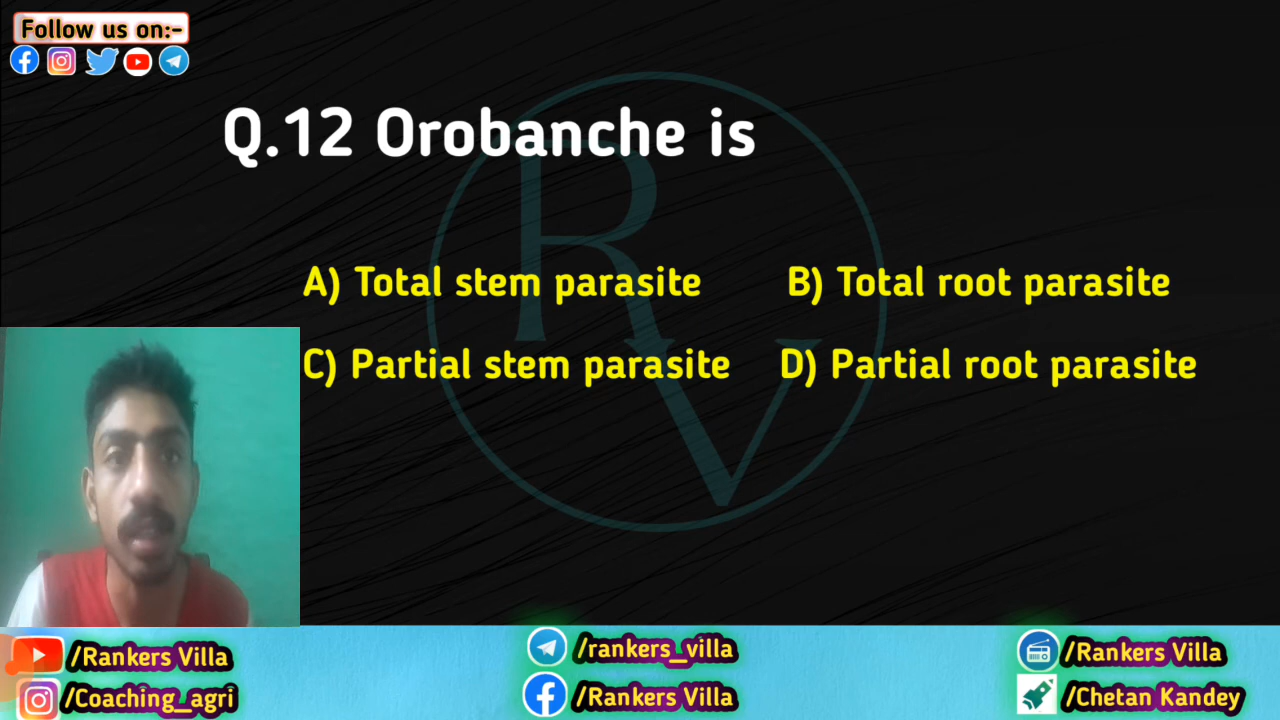 Follow us on:-
Q.12 Orobanche is
A) Total stem parasite
B) Total root parasite
C) Partial stem parasite
D) Partial root parasite
RV
/Rankers Villa
/rankers_villa
/Rankers Villa
/Coaching_agri
/Rankers Villa
/Chetan Kandey